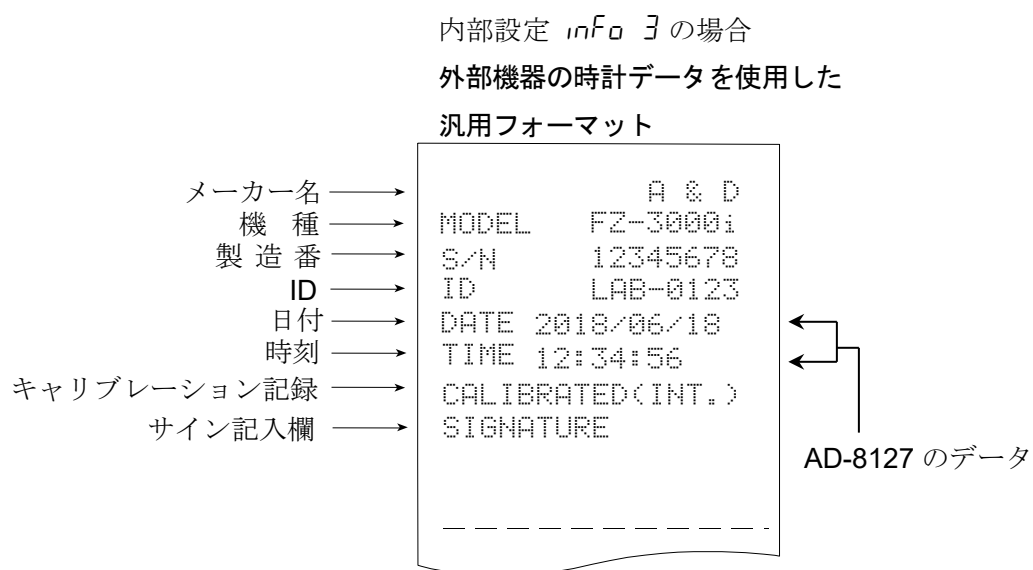 内部設定 inFo 3 の場合
外部機器の時計データを使用した
汎用フォーマット
メーカー名 A & D
機 種 MODEL FZ-3000i
製 造 番 S/N 12345678
ID ID LAB-0123
日付 DATE 2018/06/18
時刻 TIME 12:34:56
キャリブレーション記録 CALIBRATED(INT.)
サイン記入欄 SIGNATURE
AD-8127 のデータ